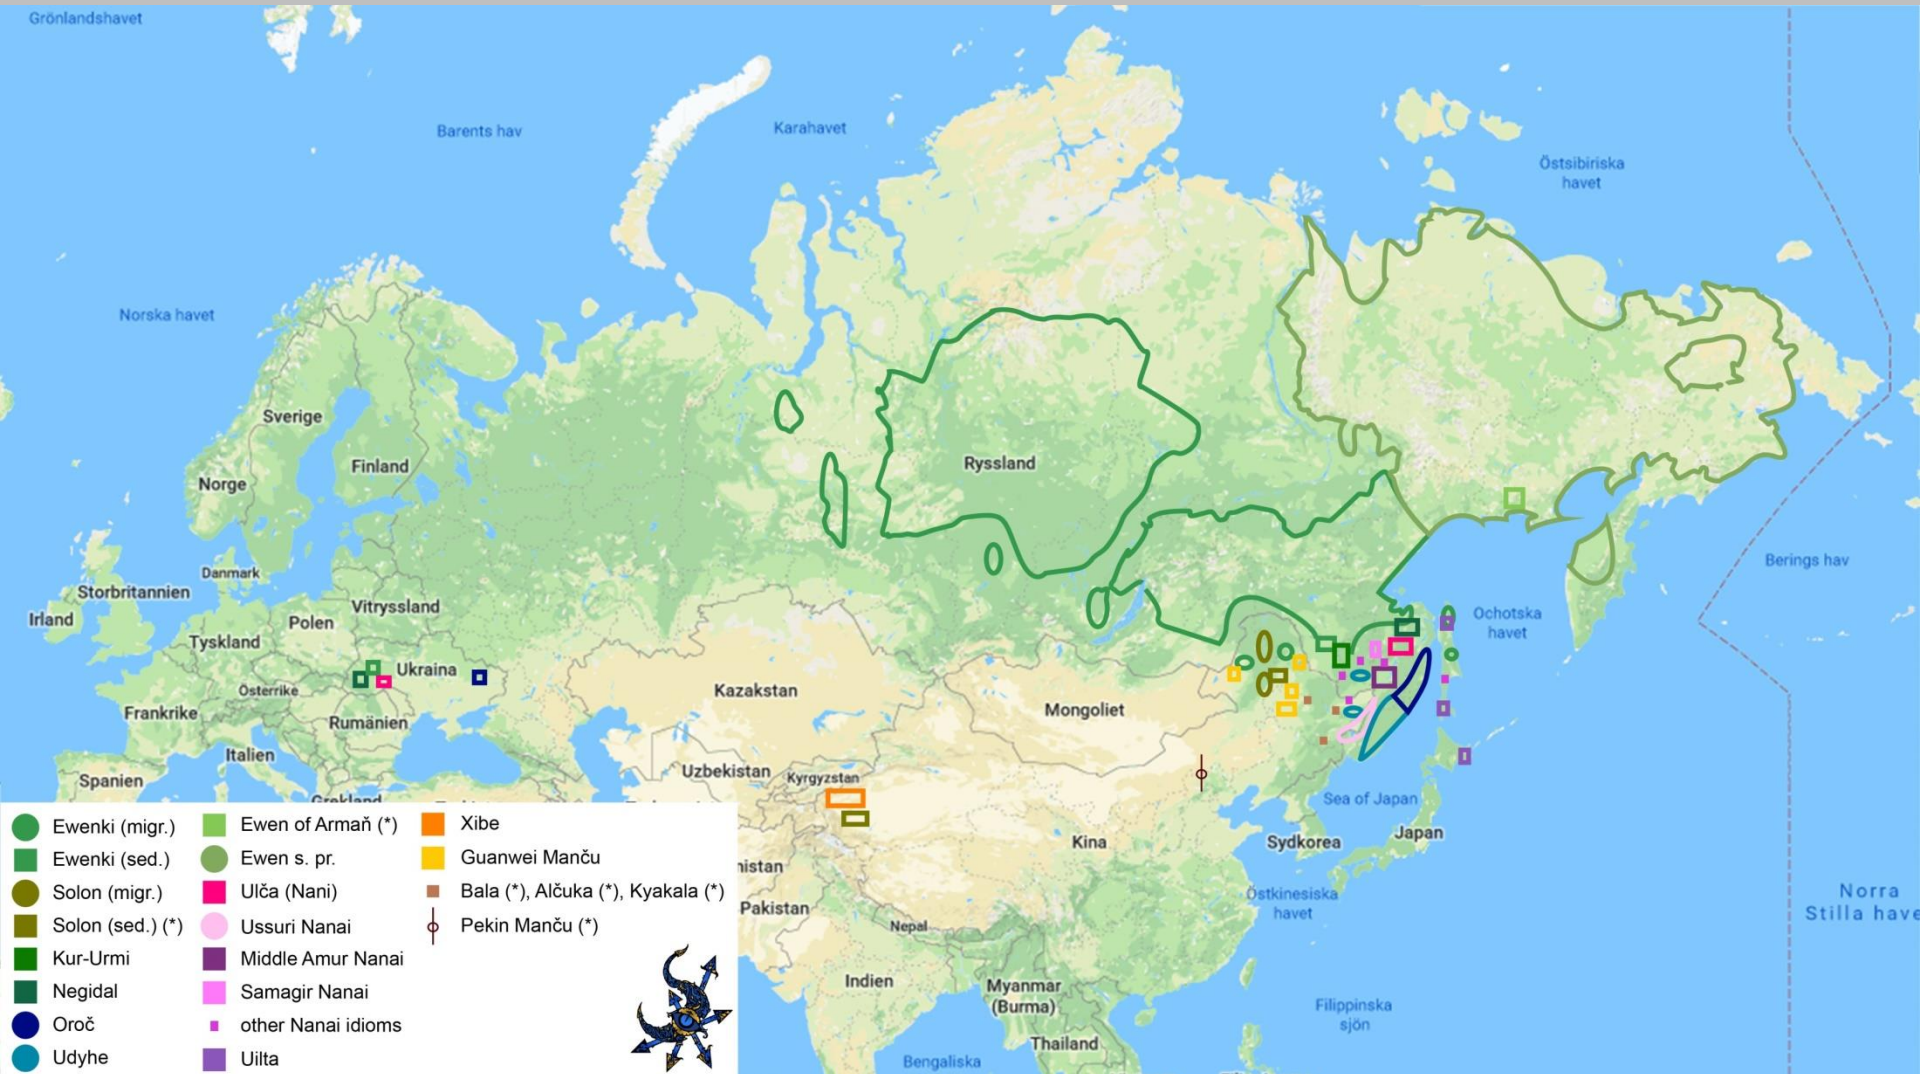 Grönlandshavet
Barents hav
Karahavet
Östsibiriska
havet
Norska havet
Sverige
Finland
Norge
Ryssland
Danmark
Storbritannien
Irland
Vitryssland
Polen
Tyskland
Ukraina
Österrike
Frankrike
Rumänien
Italien
Spanien
Kazakstan
Mongoliet
Uzbekistan
Kyrgyzstan
Berings hav
Ochotska
havet
Sea of Japan
Sydkorea
Japan
Kina
Östkinesiska
havet
Pakistan
Nepal
Indien
Myanmar
(Burma)
Thailand
Filippinska
sjön
Bengaliska
Norra
Stilla have
nistan
Ewenki (migr.)
Ewenki (sed.)
Solon (migr.)
Solon (sed.) (*)
Kur-Urmi
Negidal
Oroč
Udyhe
Ewen of Armaň (*)
Ewen s. pr.
Ulča (Nani)
Ussuri Nanai
Middle Amur Nanai
Samagir Nanai
other Nanai idioms
Uilta
Xibe
Guanwei Manču
Bala (*), Alčuka (*), Kyakala (*)
Pekin Manču (*)